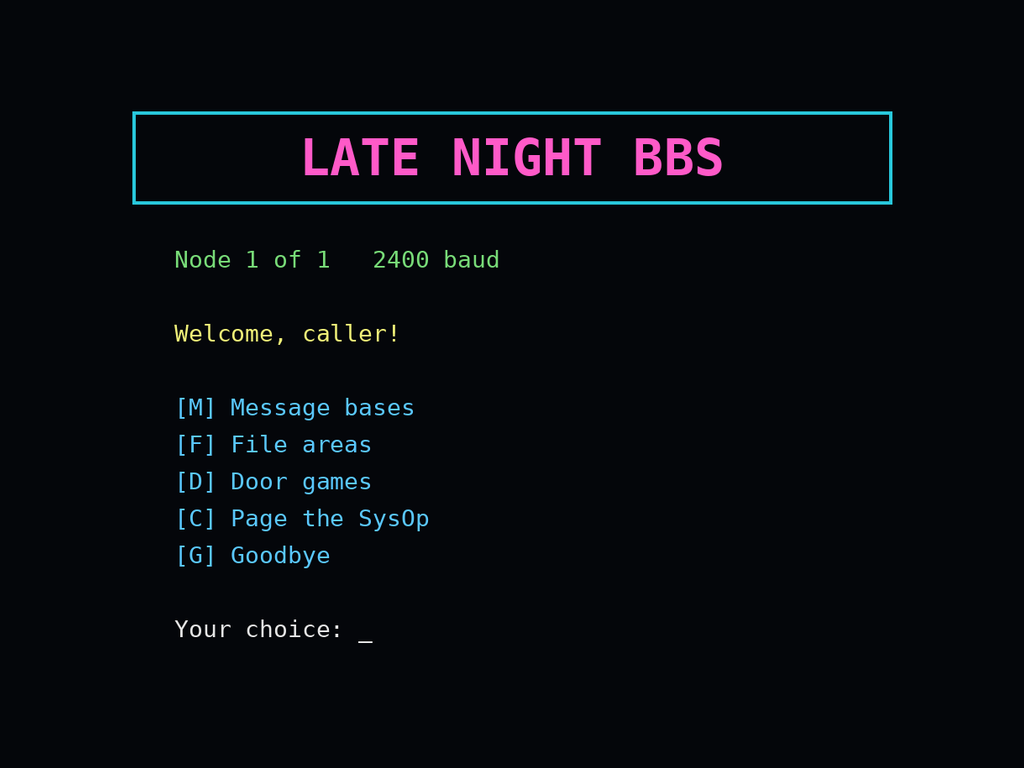 LATE NIGHT BBS
Node 1 of 1   2400 baud
Welcome, caller!
[M] Message bases
[F] File areas
[D] Door games
[C] Page the SysOp
[G] Goodbye
Your choice: _